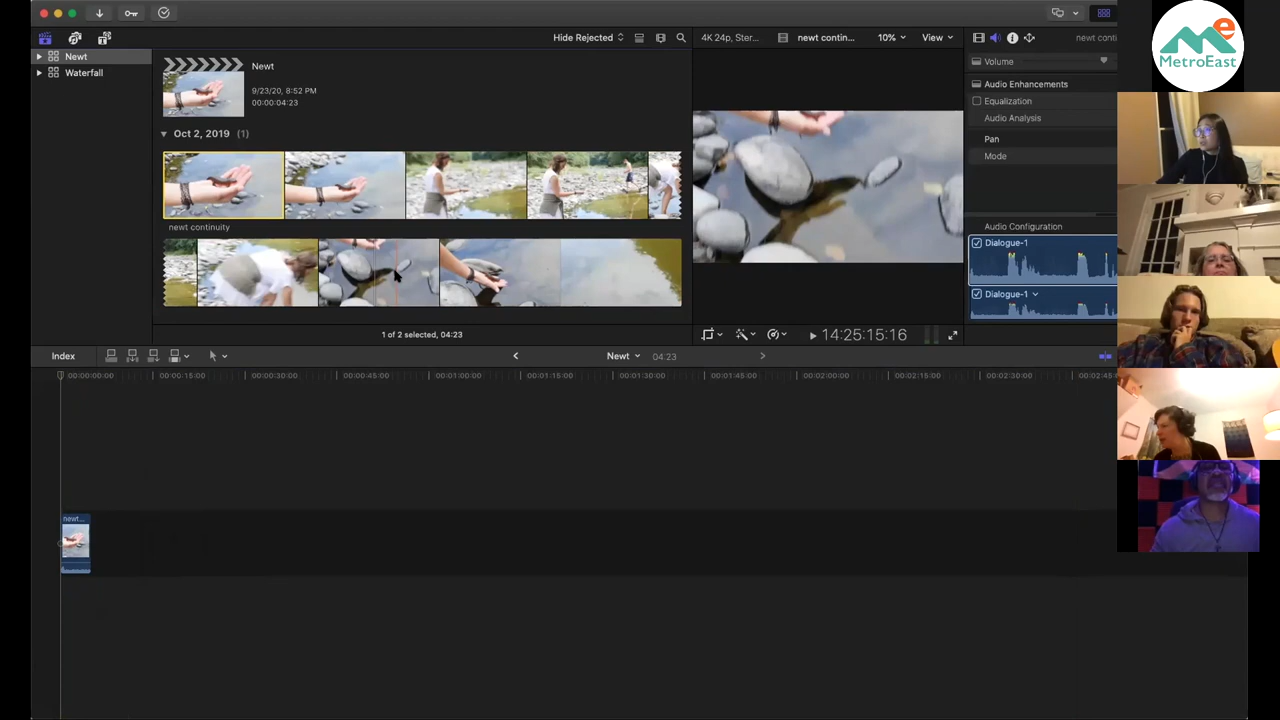 Hide Rejected
4K 24p, Ster...
newt contin...
10%
View
newt conti
e
MetroEast
Newt
Waterfall
Newt
9/23/20, 8:52 PM
00:00:04:23
Oct 2, 2019 (1)
newt continuity
1 of 2 selected, 04:23
14:25:15:16
Volume
Audio Enhancements
Equalization
Audio Analysis
Pan
Mode
Audio Configuration
Dialogue-1
Dialogue-1
Index
Newt
04:23
00:00:00:00
00:00:15:00
00:00:30:00
00:00:45:00
00:01:00:00
00:01:15:00
00:01:30:00
00:01:45:00
00:02:00:00
00:02:15:00
00:02:30:00
00:02:45:0
newt...